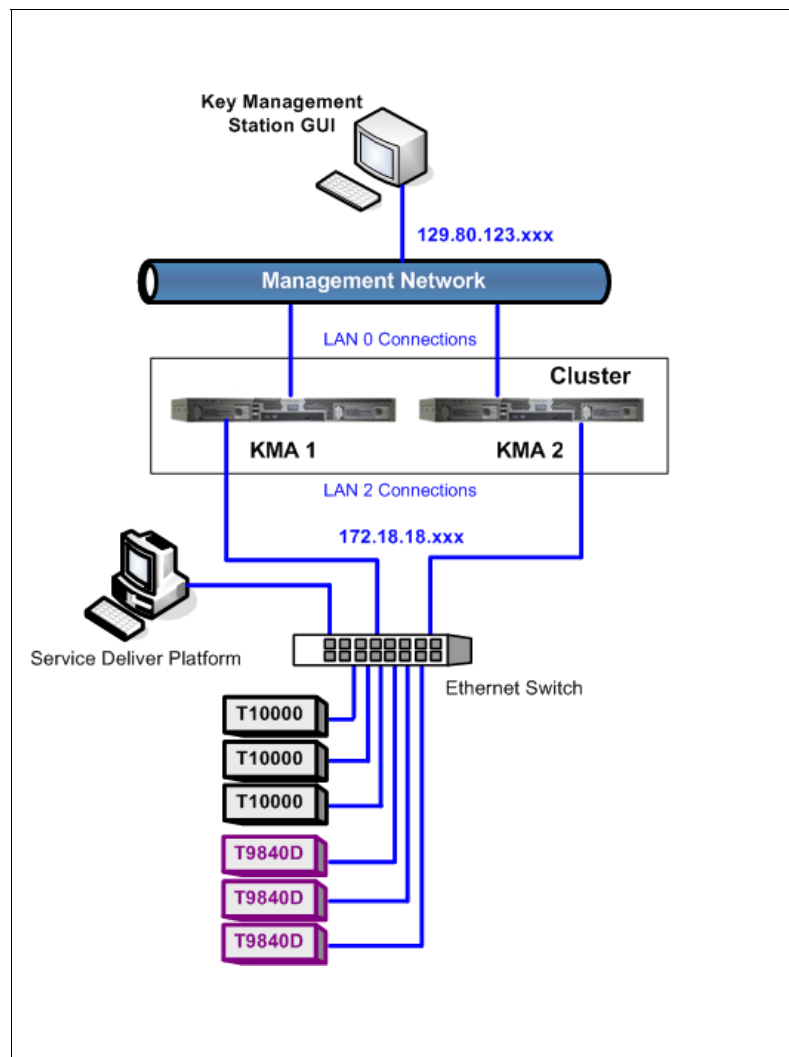 Key Management
Station GUI
129.80.123.xxx
Management Network
LAN 0 Connections
Cluster
KMA 1
KMA 2
LAN 2 Connections
172.18.18.xxx
Service Deliver Platform
Ethernet Switch
T10000
T10000
T10000
T9840D
T9840D
T9840D